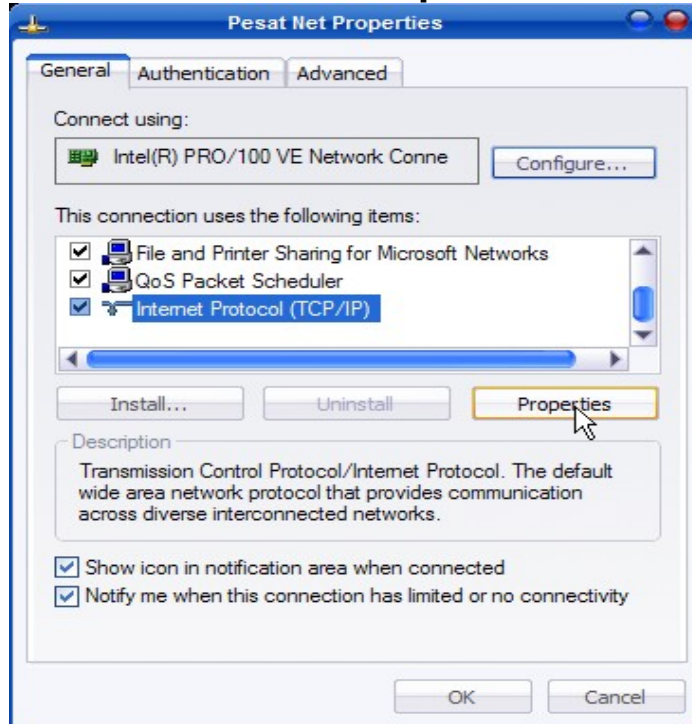 Pesat Net Properties
General Authentication Advanced
Connect using:
Intel(R) PRO/100 VE Network Conne
Configure...
This connection uses the following items:
File and Printer Sharing for Microsoft Networks
QoS Packet Scheduler
Internet Protocol (TCP/IP)
Install... Uninstall Properties
Description
Transmission Control Protocol/Internet Protocol. The default
wide area network protocol that provides communication
across diverse interconnected networks.
Show icon in notification area when connected
Notify me when this connection has limited or no connectivity
OK Cancel